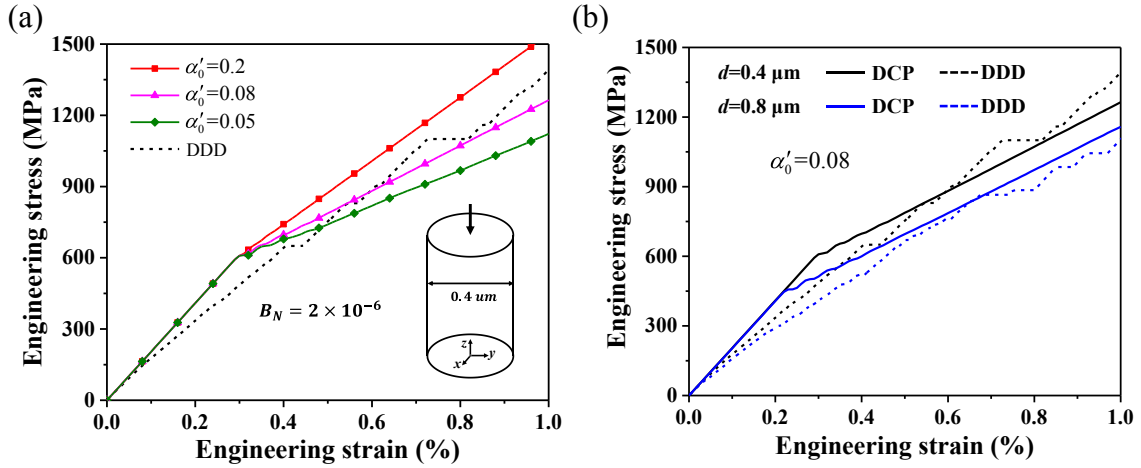 (a)
1500
1200
900
600
300
0
Engineering stress (MPa)
α′₀=0.2
α′₀=0.08
α′₀=0.05
DDD
B_N = 2 × 10⁻⁶
0.4 um
z
y
x
0.0 0.2 0.4 0.6 0.8 1.0
Engineering strain (%)
(b)
1500
1200
900
600
300
0
Engineering stress (MPa)
d=0.4 μm DCP DDD
d=0.8 μm DCP DDD
α′₀=0.08
0.0 0.2 0.4 0.6 0.8 1.0
Engineering strain (%)